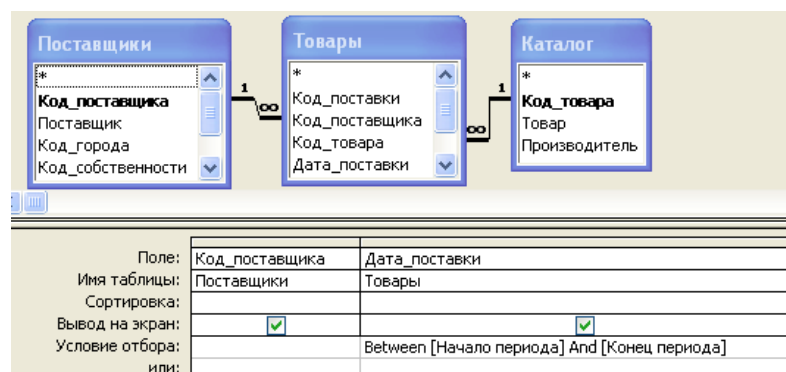 Поставщики
*
Код_поставщика
Поставщик
Код_города
Код_собственности
1
∞
Товары
*
Код_поставки
Код_поставщика
Код_товара
Дата_поставки
∞
1
Каталог
*
Код_товара
Товар
Производитель
Поле: Код_поставщика Дата_поставки
Имя таблицы: Поставщики Товары
Сортировка:
Вывод на экран:
Условие отбора: Between [Начало периода] And [Конец периода]
или: